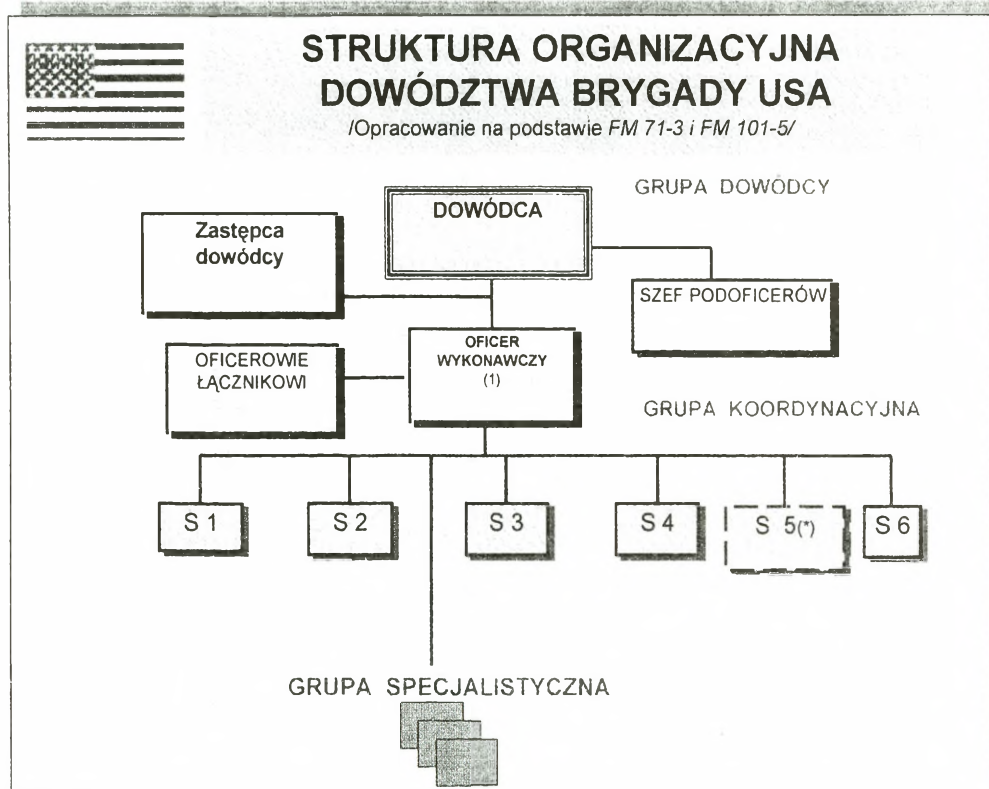 STRUKTURA ORGANIZACYJNA
DOWÓDZTWA BRYGADY USA
/Opracowanie na podstawie FM 71-3 i FM 101-5/
GRUPA DOWÓDCY
DOWÓDCA
Zastępca
dowódcy
SZEF PODOFICERÓW
OFICER
WYKONAWCZY
(1)
OFICEROWIE
ŁĄCZNIKOWI
GRUPA KOORDYNACYJNA
S 1
S 2
S 3
S 4
S 5(*)
S 6
GRUPA SPECJALISTYCZNA